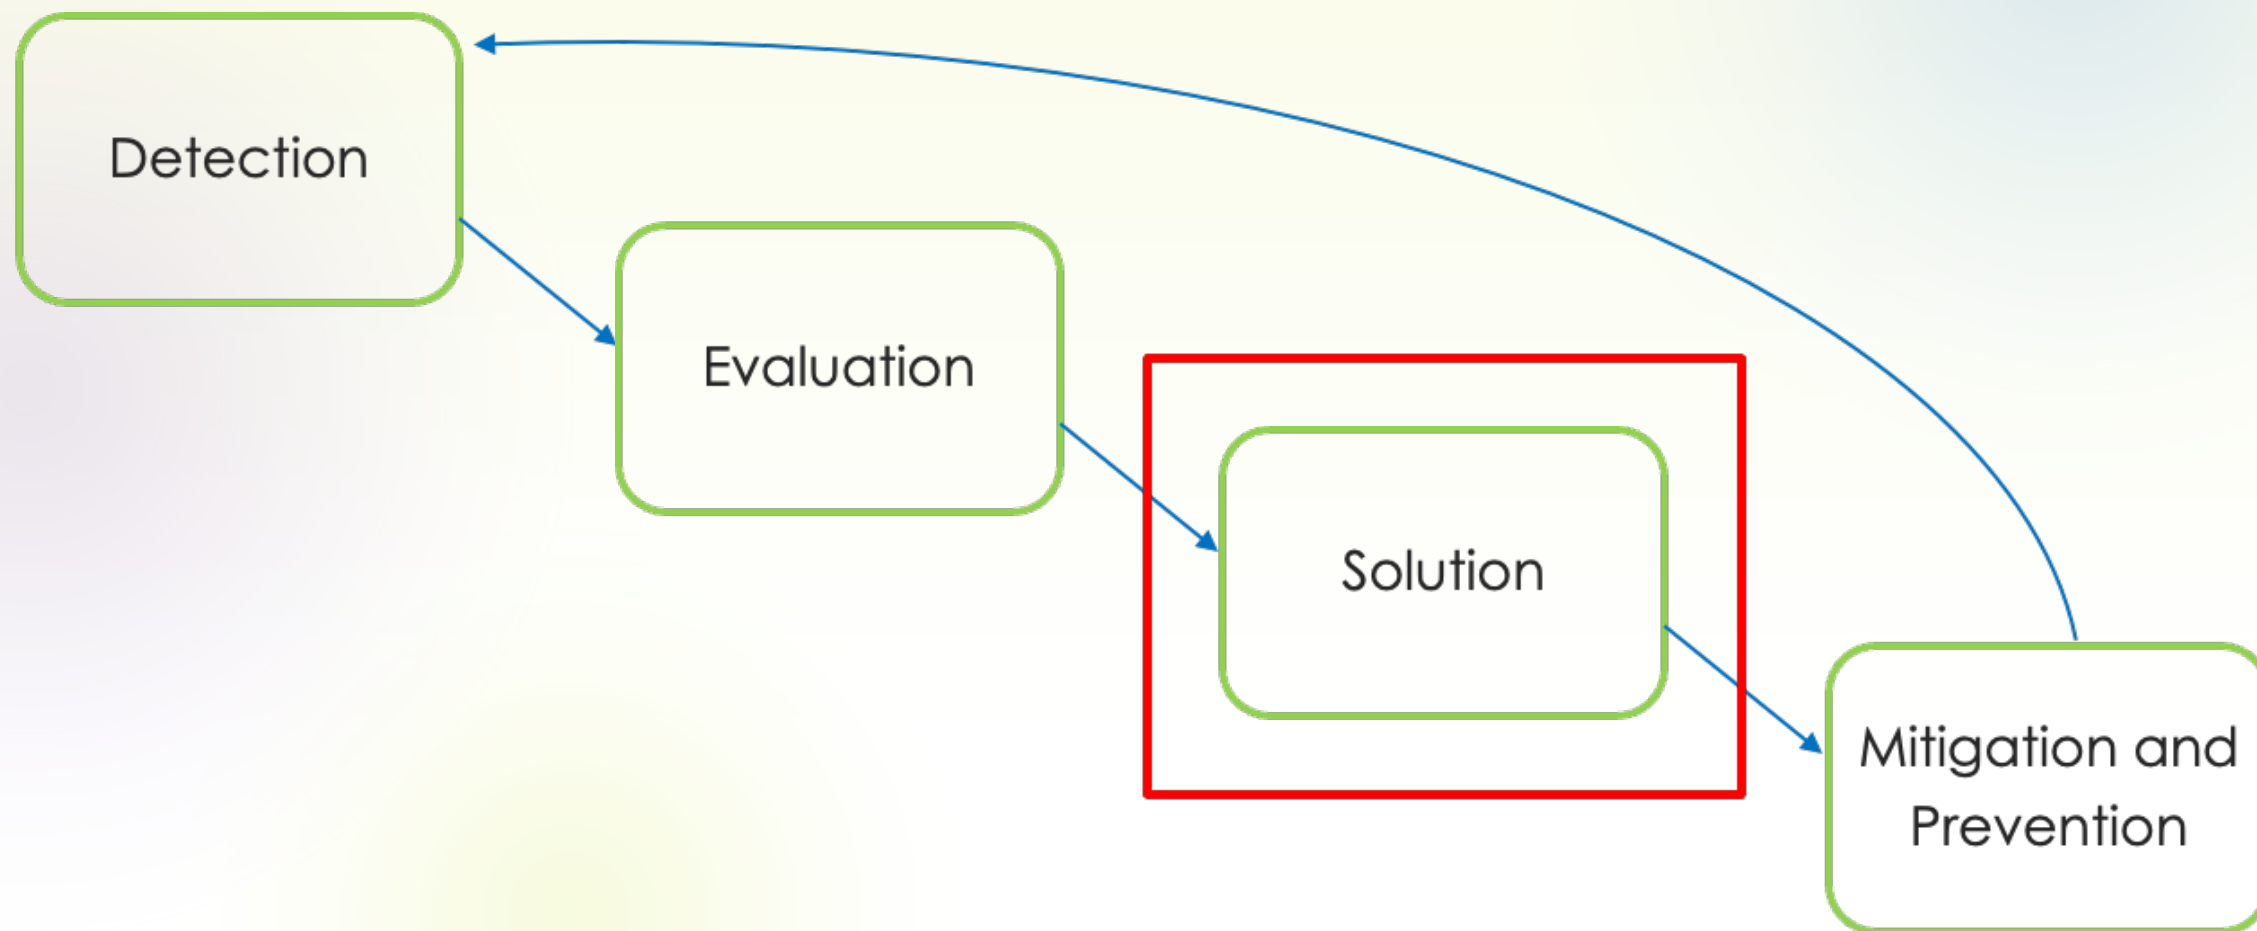 Detection
Evaluation
Solution
Mitigation and
Prevention